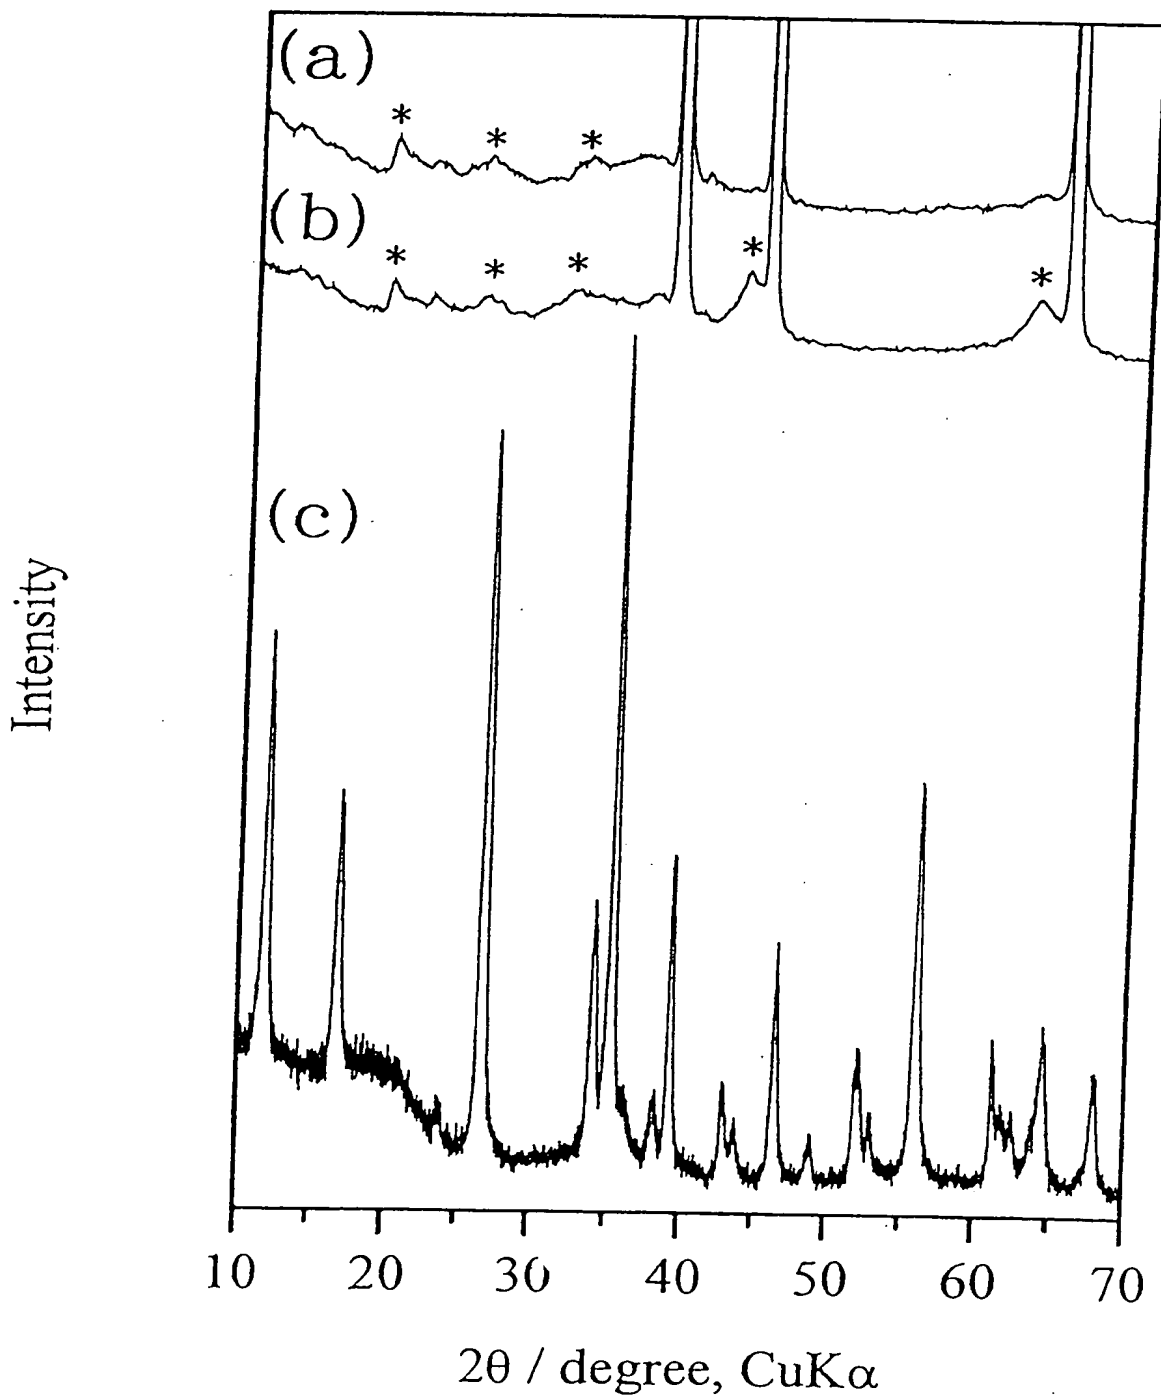 (a)
* * *
(b)
* * * * *
(c)
Intensity
10 20 30 40 50 60 70
2θ / degree, CuKα